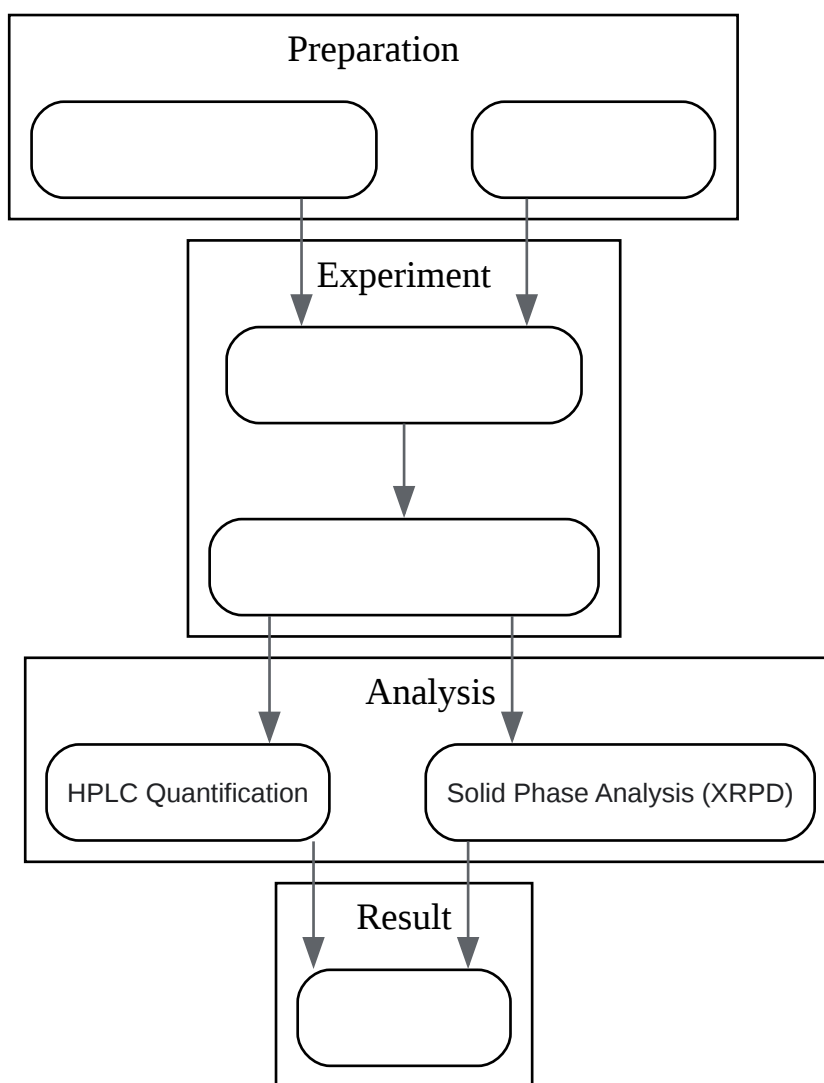 Preparation
Experiment
Analysis
HPLC Quantification
Solid Phase Analysis (XRPD)
Result